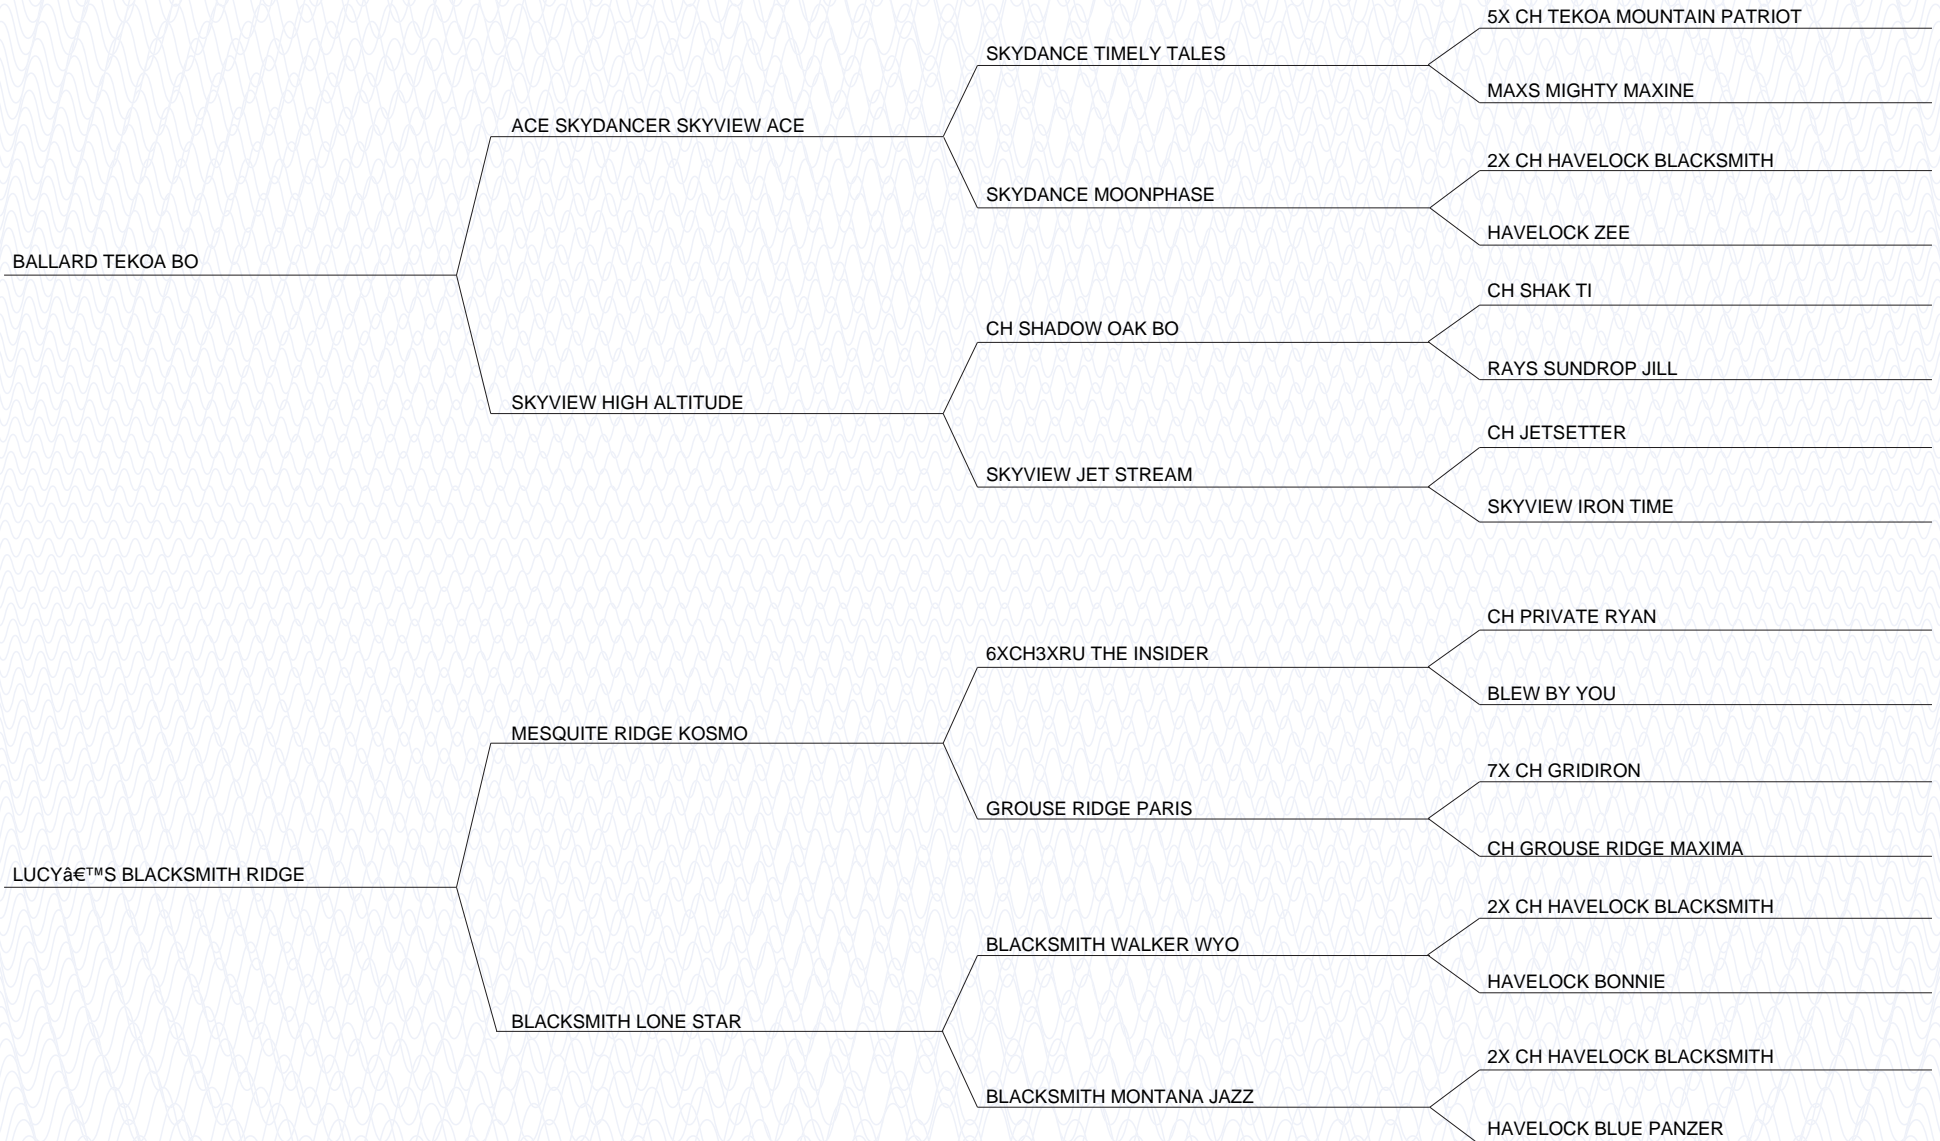 5X CH TEKOA MOUNTAIN PATRIOT
SKYDANCE TIMELY TALES
MAXS MIGHTY MAXINE
ACE SKYDANCER SKYVIEW ACE
2X CH HAVELOCK BLACKSMITH
SKYDANCE MOONPHASE
HAVELOCK ZEE
BALLARD TEKOA BO
CH SHAK TI
CH SHADOW OAK BO
RAYS SUNDROP JILL
SKYVIEW HIGH ALTITUDE
CH JETSETTER
SKYVIEW JET STREAM
SKYVIEW IRON TIME
CH PRIVATE RYAN
6XCH3XRU THE INSIDER
BLEW BY YOU
MESQUITE RIDGE KOSMO
7X CH GRIDIRON
GROUSE RIDGE PARIS
CH GROUSE RIDGE MAXIMA
LUCY’S BLACKSMITH RIDGE
2X CH HAVELOCK BLACKSMITH
BLACKSMITH WALKER WYO
HAVELOCK BONNIE
BLACKSMITH LONE STAR
2X CH HAVELOCK BLACKSMITH
BLACKSMITH MONTANA JAZZ
HAVELOCK BLUE PANZER